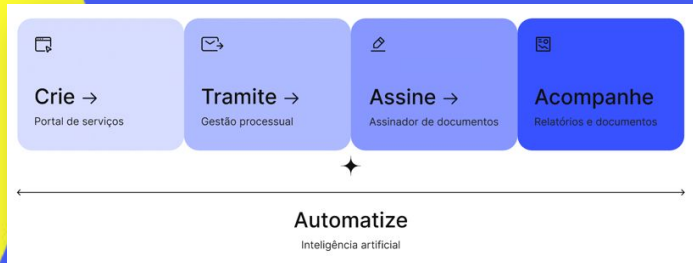 Crie →
Portal de serviços
Tramite →
Gestão processual
Assine →
Assinador de documentos
Acompanhe
Relatórios e documentos
Automatize
Inteligência artificial